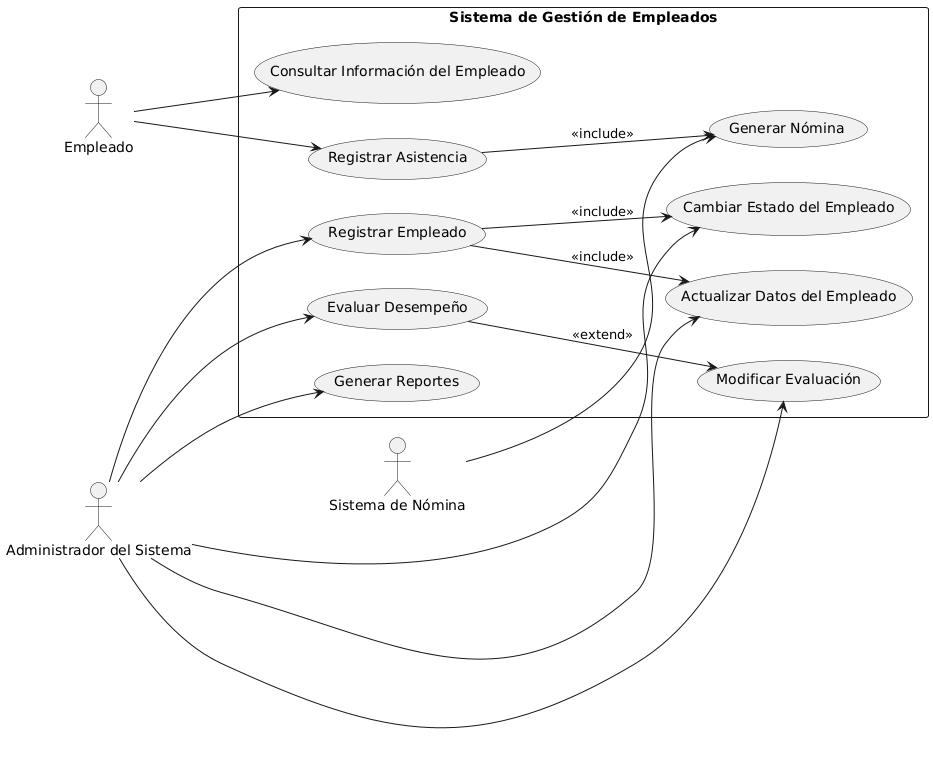 Sistema de Gestión de Empleados
Consultar Información del Empleado
Empleado
Generar Nómina
«include»
Registrar Asistencia
Cambiar Estado del Empleado
«include»
Registrar Empleado
«include»
Actualizar Datos del Empleado
Evaluar Desempeño
«extend»
Modificar Evaluación
Generar Reportes
Sistema de Nómina
Administrador del Sistema